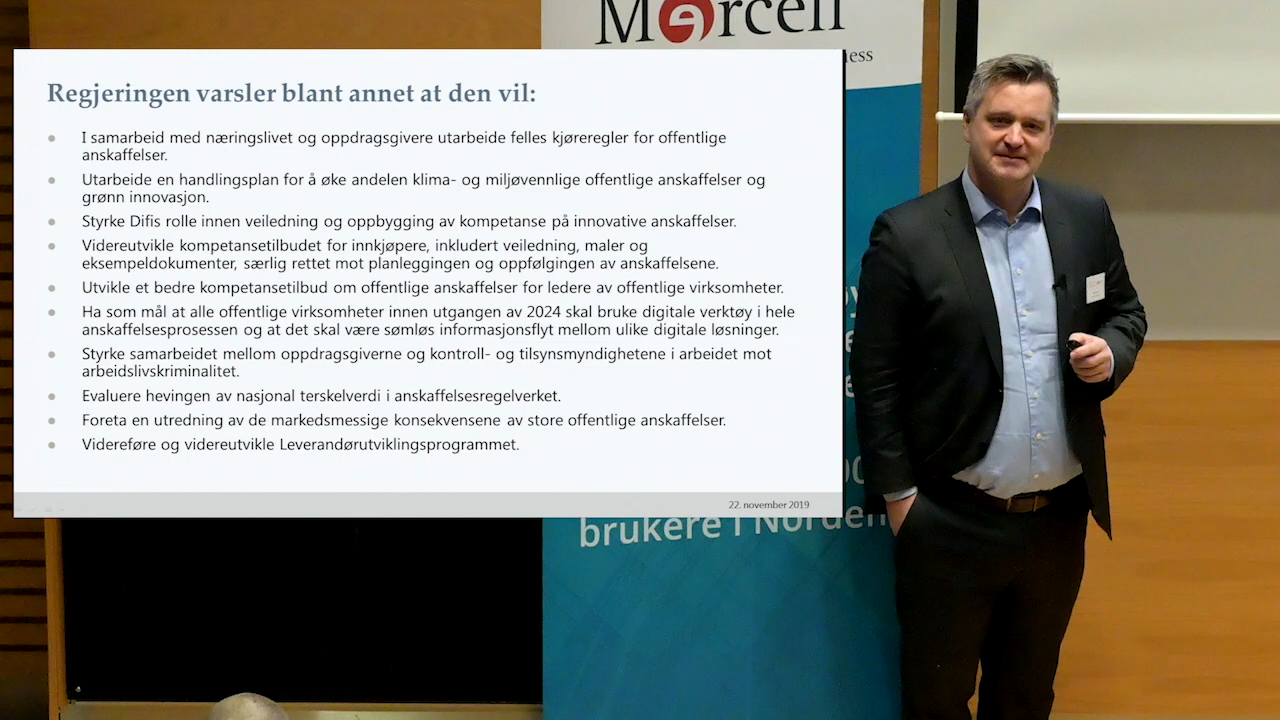 Mercell
ness
Regjeringen varsler blant annet at den vil:
I samarbeid med næringslivet og oppdragsgivere utarbeide felles kjøreregler for offentlige
anskaffelser.
Utarbeide en handlingsplan for å øke andelen klima- og miljøvennlige offentlige anskaffelser og
grønn innovasjon.
Styrke Difis rolle innen veiledning og oppbygging av kompetanse på innovative anskaffelser.
Videreutvikle kompetansetilbudet for innkjøpere, inkludert veiledning, maler og
eksempeldokumenter, særlig rettet mot planleggingen og oppfølgingen av anskaffelsene.
Utvikle et bedre kompetansetilbud om offentlige anskaffelser for ledere av offentlige virksomheter.
Ha som mål at alle offentlige virksomheter innen utgangen av 2024 skal bruke digitale verktøy i hele
anskaffelsesprosessen og at det skal være sømløs informasjonsflyt mellom ulike digitale løsninger.
Styrke samarbeidet mellom oppdragsgiverne og kontroll- og tilsynsmyndighetene i arbeidet mot
arbeidslivskriminalitet.
Evaluere hevingen av nasjonal terskelverdi i anskaffelsesregelverket.
Foreta en utredning av de markedsmessige konsekvensene av store offentlige anskaffelser.
Videreføre og videreutvikle Leverandørutviklingsprogrammet.
22. november 2019
brukere i Norden